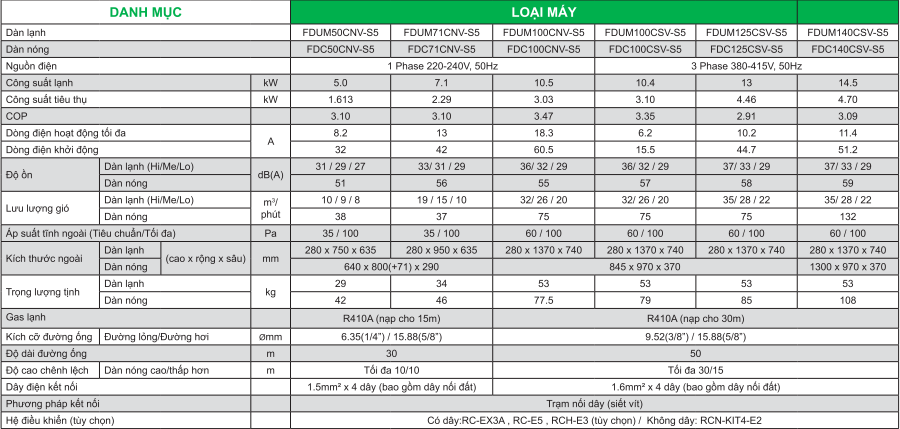 DANH MỤC LOẠI MÁY
Dàn lạnh FDUM50CNV-S5 FDUM71CNV-S5 FDUM100CNV-S5 FDUM100CSV-S5 FDUM125CSV-S5 FDUM140CSV-S5
Dàn nóng FDC50CNV-S5 FDC71CNV-S5 FDC100CNV-S5 FDC100CSV-S5 FDC125CSV-S5 FDC140CSV-S5
Nguồn điện 1 Phase 220-240V, 50Hz 3 Phase 380-415V, 50Hz
Công suất lạnh kW 5.0 7.1 10.5 10.4 13 14.5
Công suất tiêu thụ kW 1.613 2.29 3.03 3.10 4.46 4.70
COP 3.10 3.10 3.47 3.35 2.91 3.09
Dòng điện hoạt động tối đa A 8.2 13 18.3 6.2 10.2 11.4
Dòng điện khởi động 32 42 60.5 15.5 44.7 51.2
Độ ồn Dàn lạnh (Hi/Me/Lo) dB(A) 31 / 29 / 27 33/ 31 / 29 36/ 32 / 29 36/ 32 / 29 37/ 33 / 29 37/ 33 / 29
Dàn nóng 51 56 55 57 58 59
Lưu lượng gió Dàn lạnh (Hi/Me/Lo) m³/phút 10 / 9 / 8 19 / 15 / 10 32/ 26 / 20 32/ 26 / 20 35/ 28 / 22 35/ 28 / 22
Dàn nóng 38 37 75 75 75 132
Áp suất tĩnh ngoài (Tiêu chuẩn/Tối đa) Pa 35 / 100 35 / 100 60 / 100 60 / 100 60 / 100 60 / 100
Kích thước ngoài Dàn lạnh (cao x rộng x sâu) mm 280 x 750 x 635 280 x 950 x 635 280 x 1370 x 740 280 x 1370 x 740 280 x 1370 x 740 280 x 1370 x 740
Dàn nóng 640 x 800(+71) x 290 845 x 970 x 370 1300 x 970 x 370
Trọng lượng tịnh Dàn lạnh kg 29 34 53 53 53 53
Dàn nóng 42 46 77.5 79 85 108
Gas lạnh R410A (nạp cho 15m) R410A (nạp cho 30m)
Kích cỡ đường ống Đường lỏng/Đường hơi Ømm 6.35(1/4") / 15.88(5/8") 9.52(3/8") / 15.88(5/8")
Độ dài đường ống m 30 50
Độ cao chênh lệch Dàn nóng cao/thấp hơn m Tối đa 10/10 Tối đa 30/15
Dây điện kết nối 1.5mm² x 4 dây (bao gồm dây nối đất) 1.6mm² x 4 dây (bao gồm dây nối đất)
Phương pháp kết nối Trạm nối dây (siết vít)
Hệ điều khiển (tùy chọn) Có dây:RC-EX3A , RC-E5 , RCH-E3 (tùy chọn) / Không dây: RCN-KIT4-E2